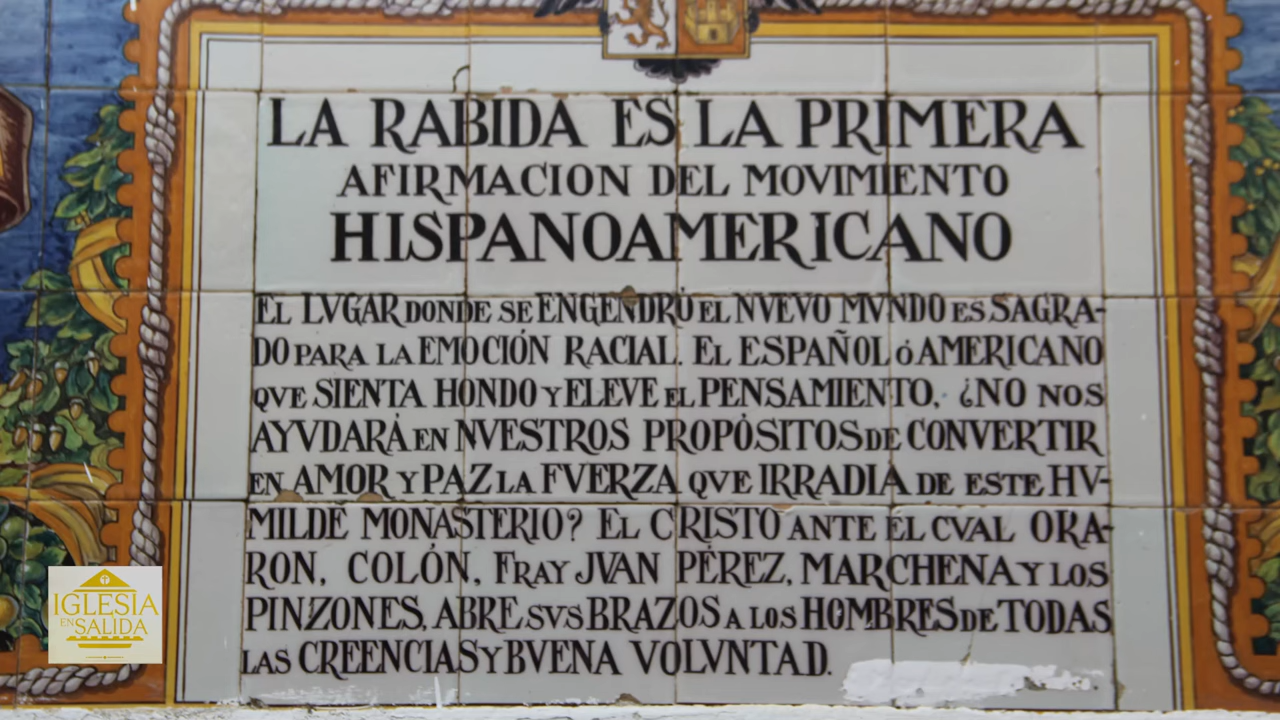 LA RABIDA ES LA PRIMERA
AFIRMACION DEL MOVIMIENTO
HISPANOAMERICANO
EL LVGAR DONDE SE ENGENDRÓ EL NVEVO MVNDO ES SAGRA-
DO PARA LA EMOCIÓN RACIAL. EL ESPAÑOL ó AMERICANO
QVE SIENTA HONDO Y ELEVE EL PENSAMIENTO, ¿NO NOS
AYVDARÁ EN NVESTROS PROPÓSITOS DE CONVERTIR
EN AMOR Y PAZ LA FVERZA QVE IRRADIA DE ESTE HV-
MILDE MONASTERIO? EL CRISTO ANTE EL CVAL ORA-
RON, COLÓN, FRAY JVAN PÉREZ, MARCHENA Y LOS
PINZONES, ABRE SVS BRAZOS A LOS HOMBRES DE TODAS
LAS CREENCIAS Y BVENA VOLVNTAD.
IGLESIA
EN SALIDA